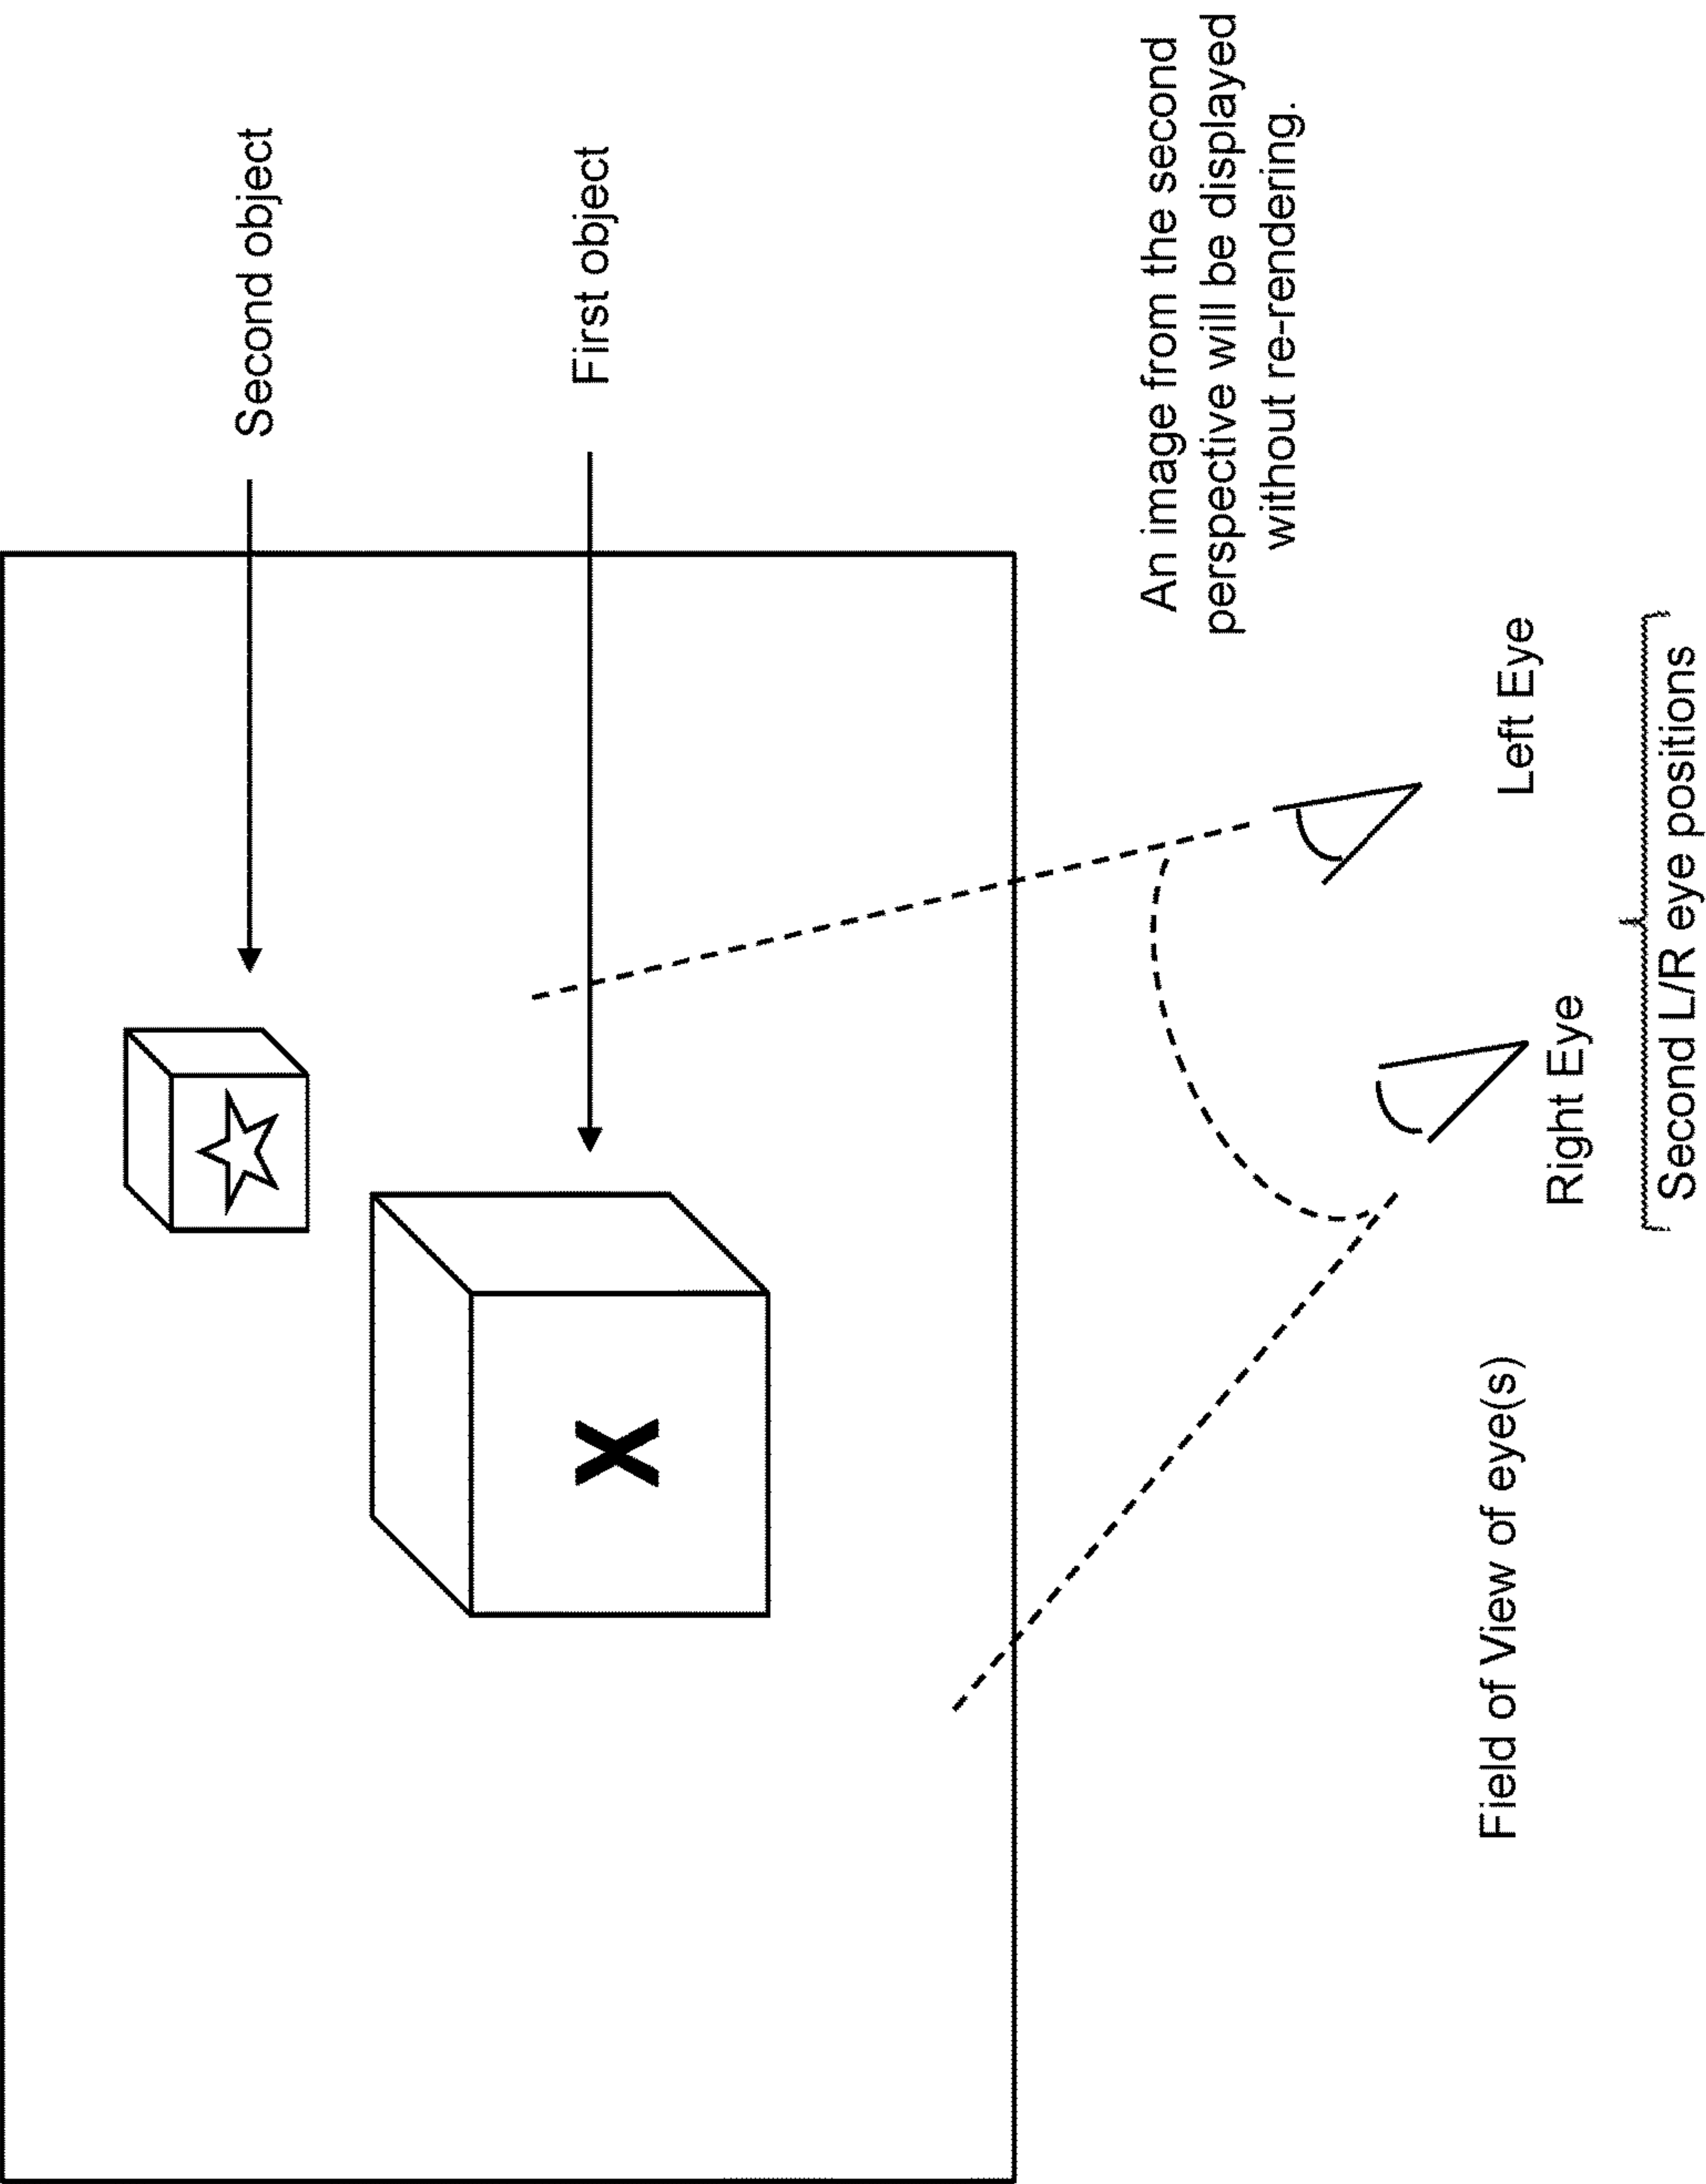 Second object
First object
X
An image from the second
perspective will be displayed
without re-rendering.
Left Eye
Right Eye
Second L/R eye positions
Field of View of eye(s)